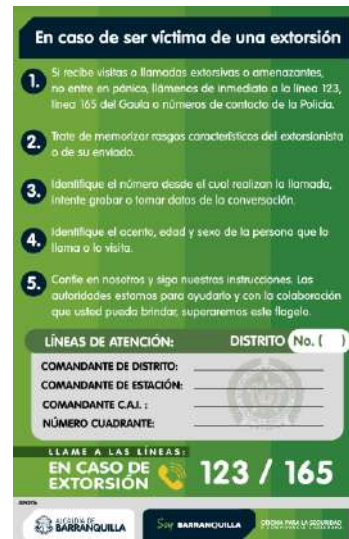 En caso de ser víctima de una extorsión
1.
Si recibe visitas o llamadas extorsivas o amenazantes,
no entre en pánico, llámenos de inmediato a la línea 123,
línea 165 del Gaula o números de contacto de la Policía.
2.
Trate de memorizar rasgos característicos del extorsionista
o de su enviado.
3.
Identifique el número desde el cual realizan la llamada,
intente grabar o tomar datos de la conversación.
4.
Identifique el acento, edad y sexo de la persona que lo
llama o lo visita.
5.
Confíe en nosotros y siga nuestras instrucciones. Las
autoridades estamos para ayudarlo y con la colaboración
que usted pueda brindar, superaremos este flagelo.
LÍNEAS DE ATENCIÓN: DISTRITO No. ( )
COMANDANTE DE DISTRITO:
COMANDANTE DE ESTACIÓN:
COMANDANTE C.A.I. :
NÚMERO CUADRANTE:
LLAME A LAS LÍNEAS:
EN CASO DE
EXTORSIÓN
123 / 165
ALCALDÍA DE
BARRANQUILLA
Soy BARRANQUILLA
OFICINA PARA LA SEGURIDAD